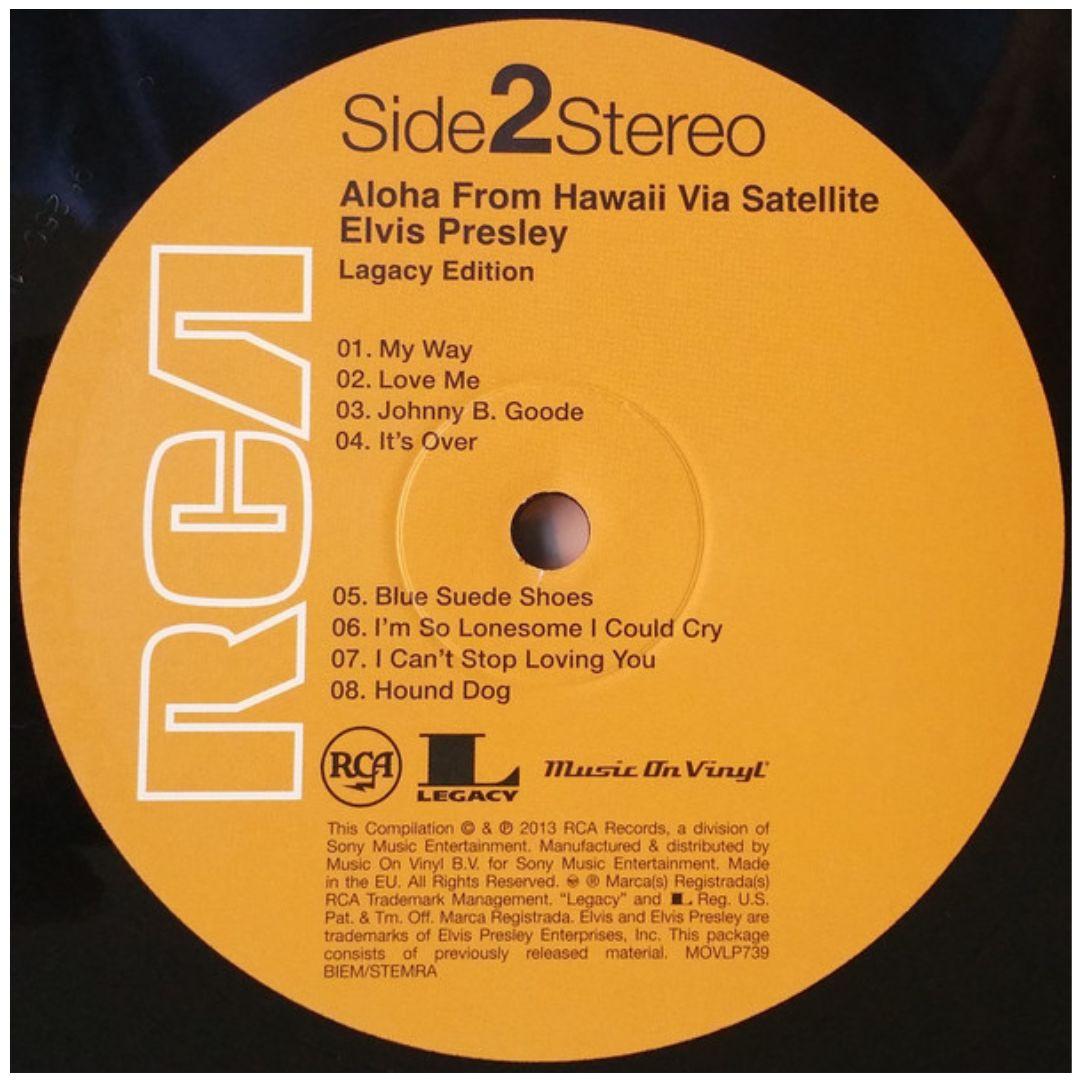 Side 2 Stereo
Aloha From Hawaii Via Satellite
Elvis Presley
Lagacy Edition
RCA
01. My Way
02. Love Me
03. Johnny B. Goode
04. It's Over
05. Blue Suede Shoes
06. I'm So Lonesome I Could Cry
07. I Can't Stop Loving You
08. Hound Dog
RCA L LEGACY Music On Vinyl
This Compilation © & ℗ 2013 RCA Records, a division of
Sony Music Entertainment. Manufactured & distributed by
Music On Vinyl B.V. for Sony Music Entertainment. Made
in the EU. All Rights Reserved. ® Marca(s) Registrada(s)
RCA Trademark Management. "Legacy" and L Reg. U.S.
Pat. & Tm. Off. Marca Registrada. Elvis and Elvis Presley are
trademarks of Elvis Presley Enterprises, Inc. This package
consists of previously released material. MOVLP739
BIEM/STEMRA